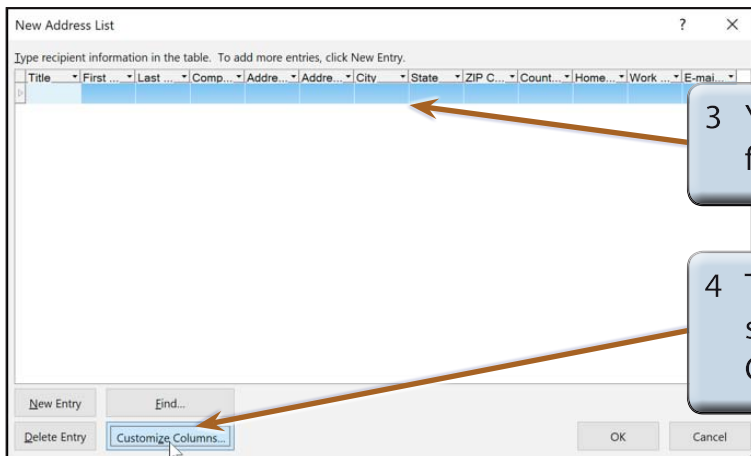 New Address List ? ×
Type recipient information in the table. To add more entries, click New Entry.
Title First ... Last ... Comp... Addre... Addre... City State ZIP C... Count... Home... Work ... E-mai...
3
4
New Entry Find...
Delete Entry Customize Columns... OK Cancel